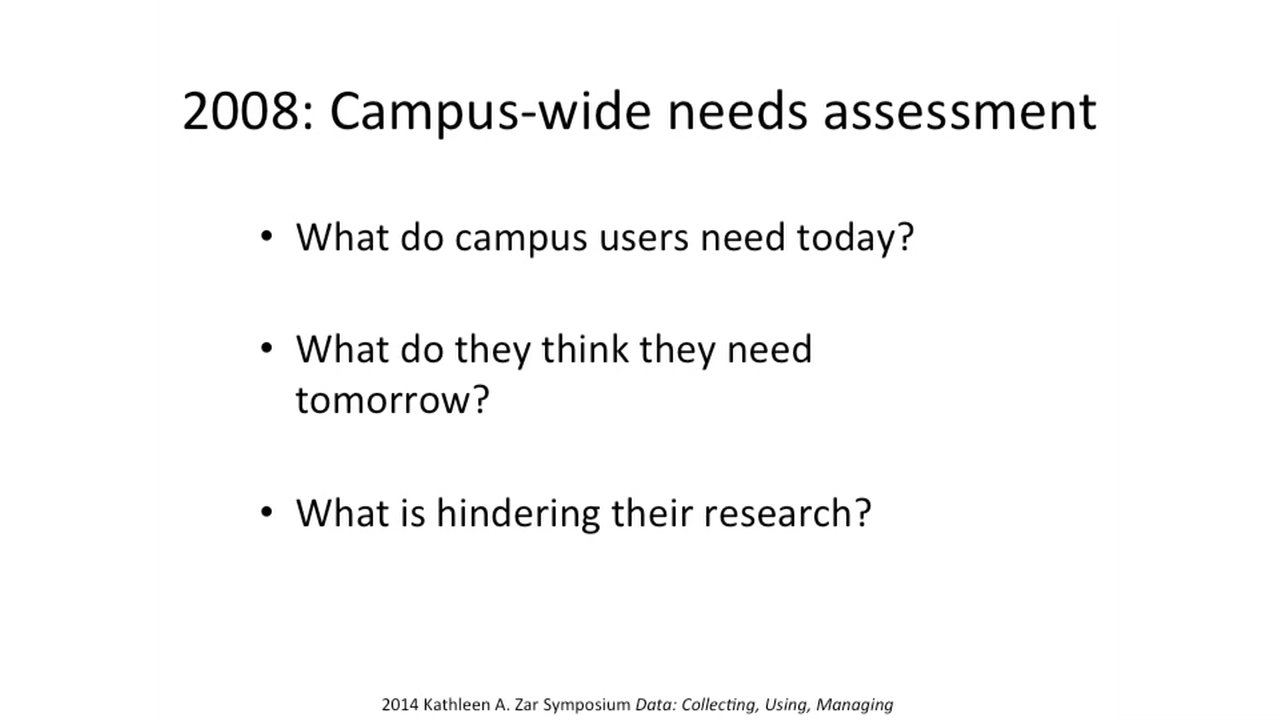 2008: Campus-wide needs assessment
• What do campus users need today?
• What do they think they need
tomorrow?
• What is hindering their research?
2014 Kathleen A. Zar Symposium Data: Collecting, Using, Managing